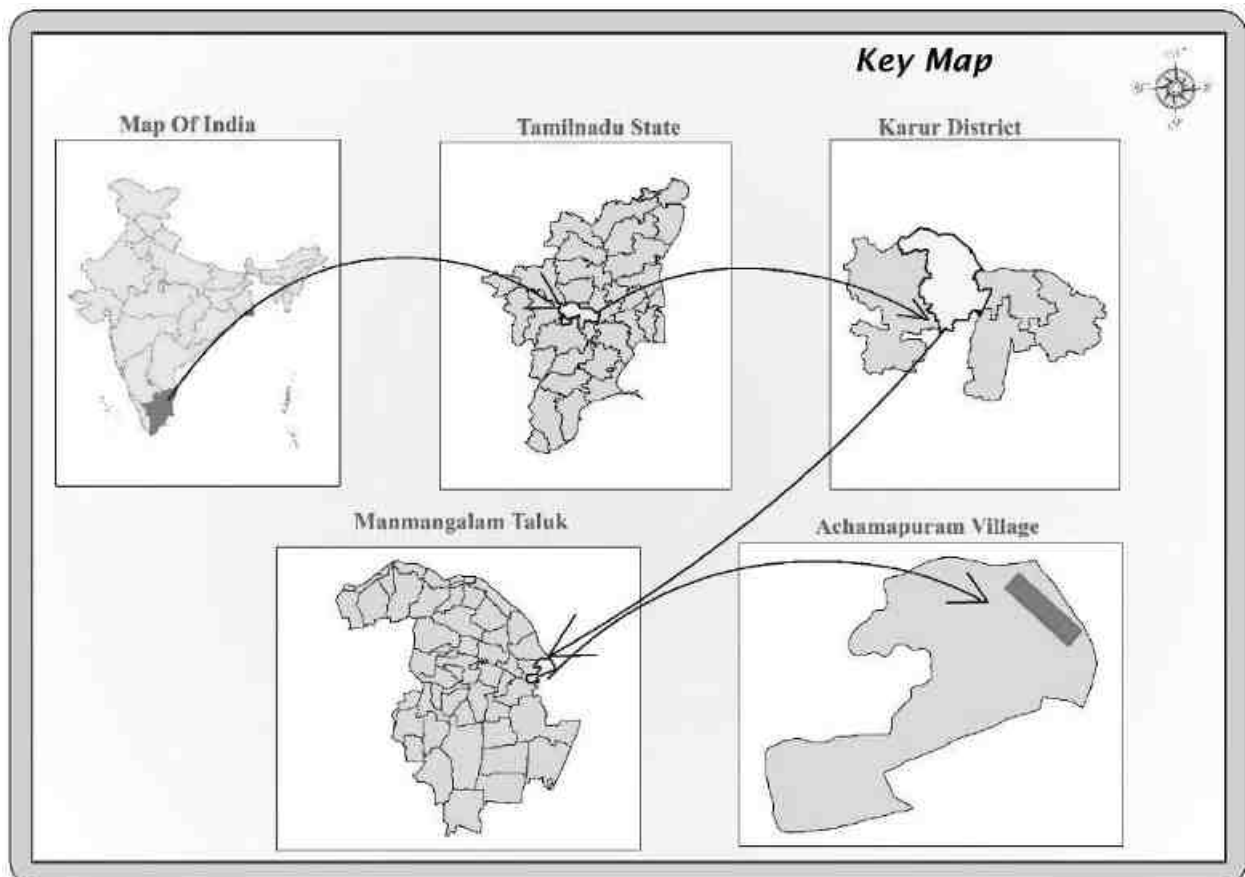 Key Map
Map Of India
Tamilnadu State
Karur District
Manmangalam Taluk
Achamapuram Village